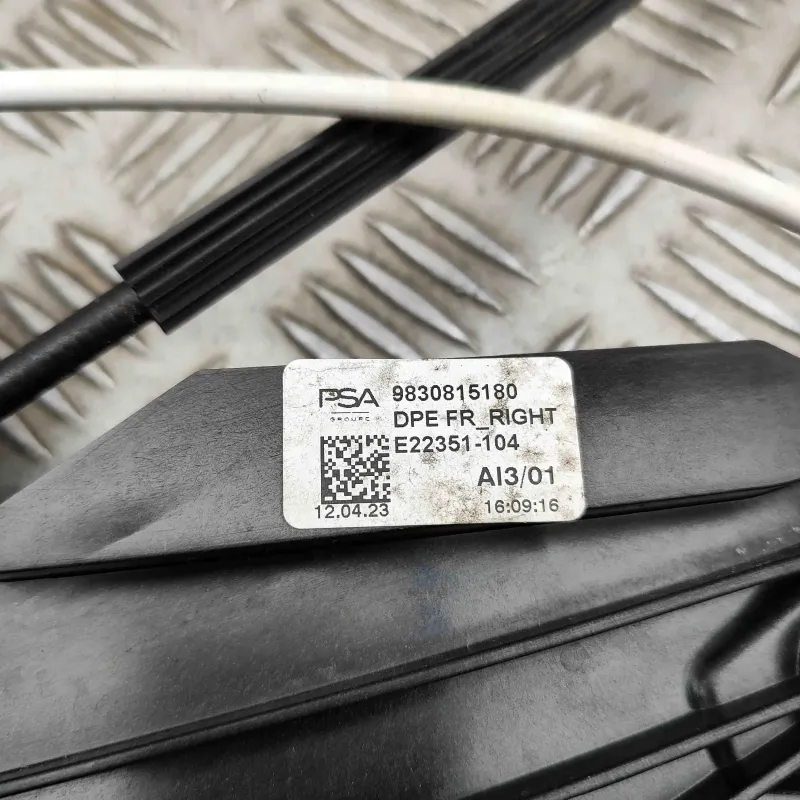 PSA 9830815180
GROUPE DPE FR_RIGHT
E22351-104
AI3/01
12.04.23 16:09:16